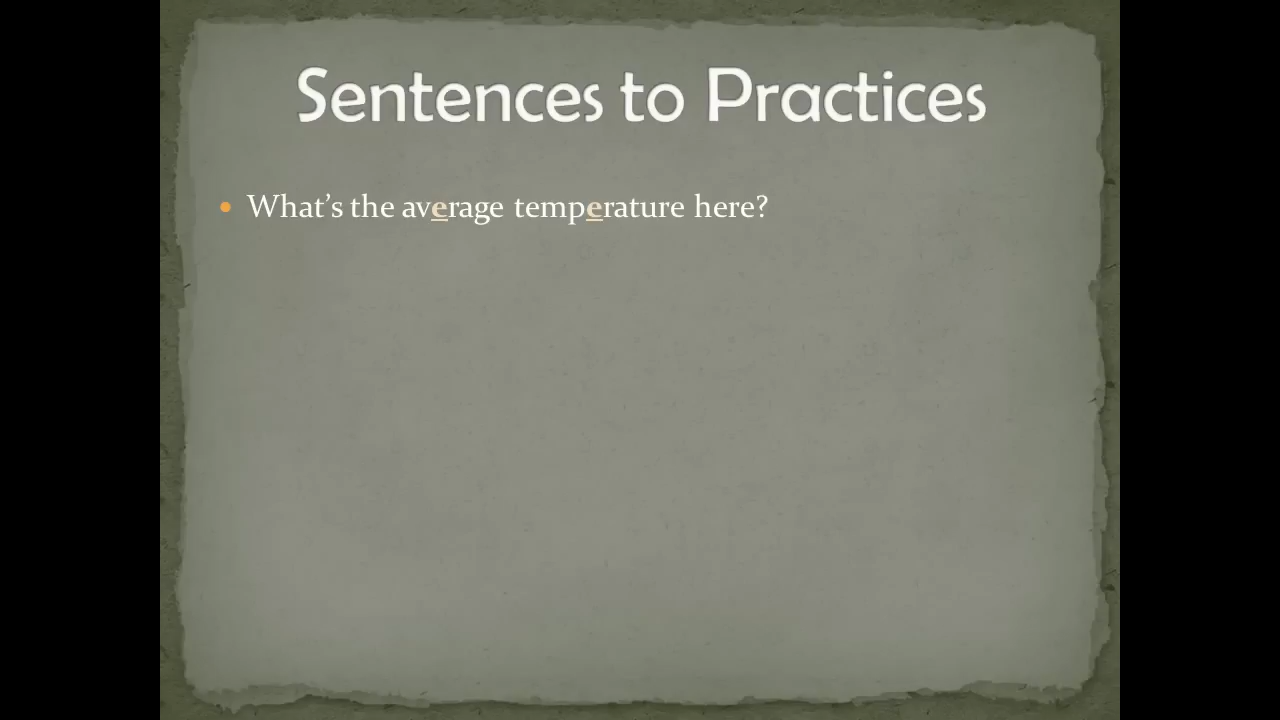 Sentences to Practices
• What’s the average temperature here?